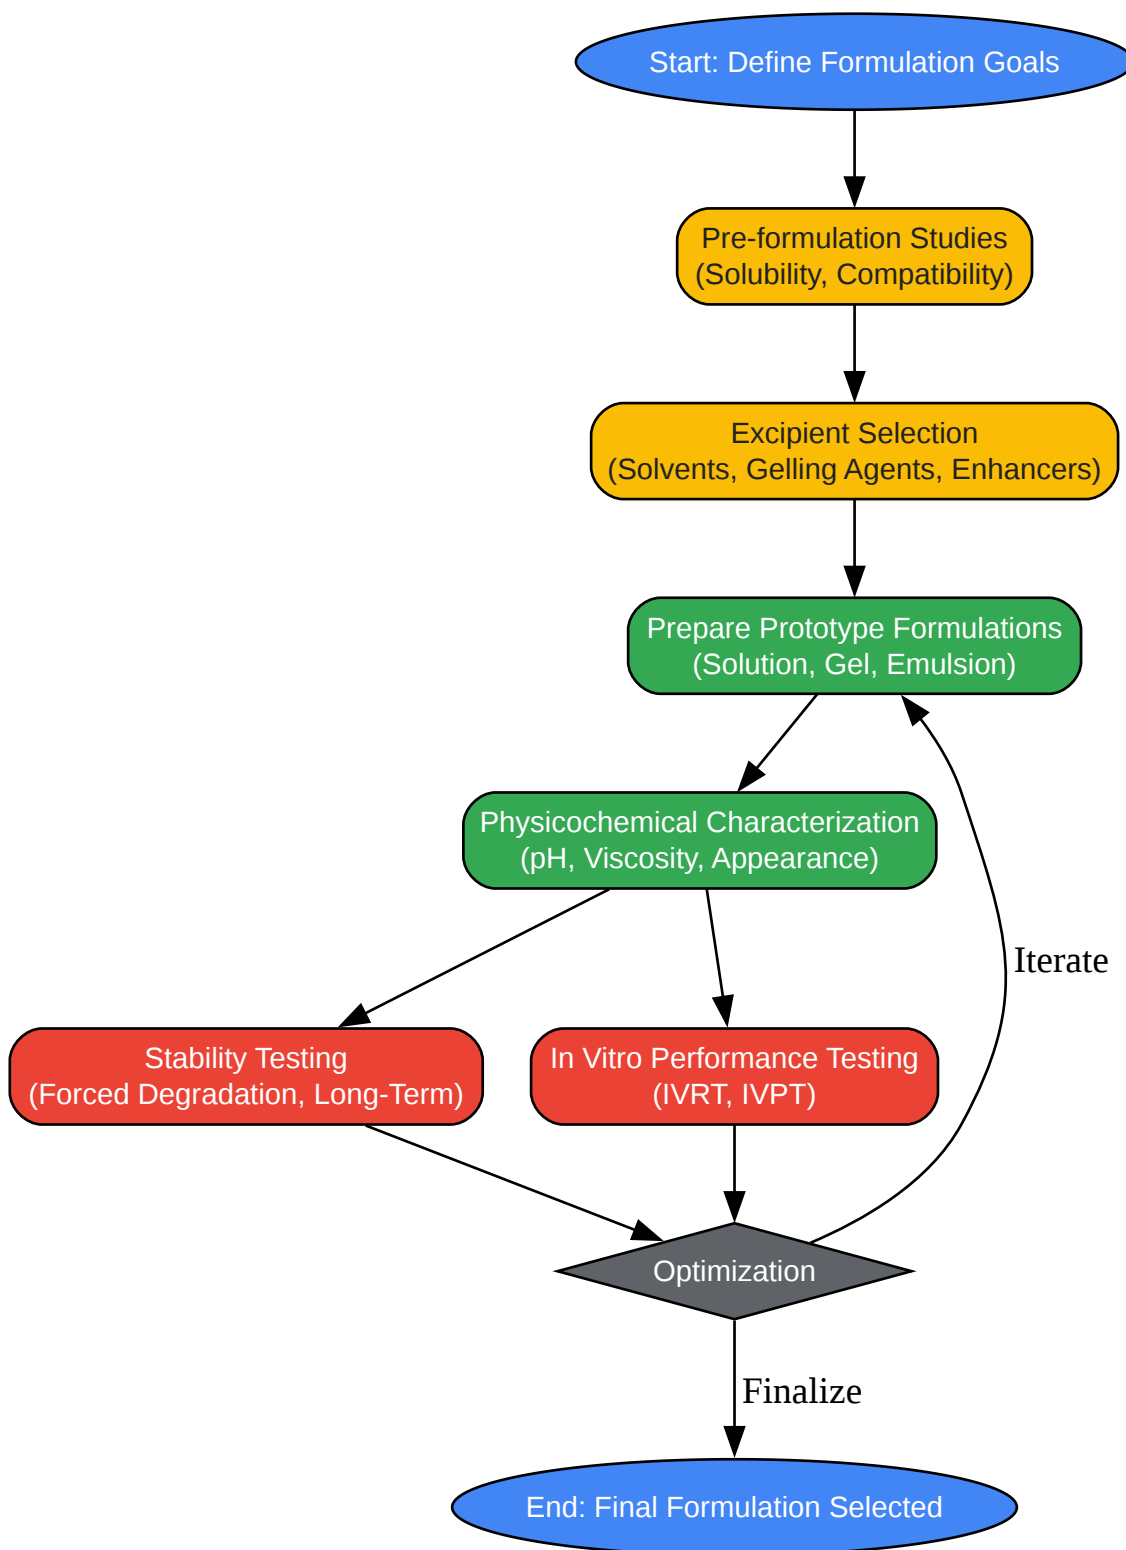 Start: Define Formulation Goals
Pre-formulation Studies
(Solubility, Compatibility)
Excipient Selection
(Solvents, Gelling Agents, Enhancers)
Prepare Prototype Formulations
(Solution, Gel, Emulsion)
Physicochemical Characterization
(pH, Viscosity, Appearance)
Iterate
Stability Testing
(Forced Degradation, Long-Term)
In Vitro Performance Testing
(IVRT, IVPT)
Optimization
Finalize
End: Final Formulation Selected